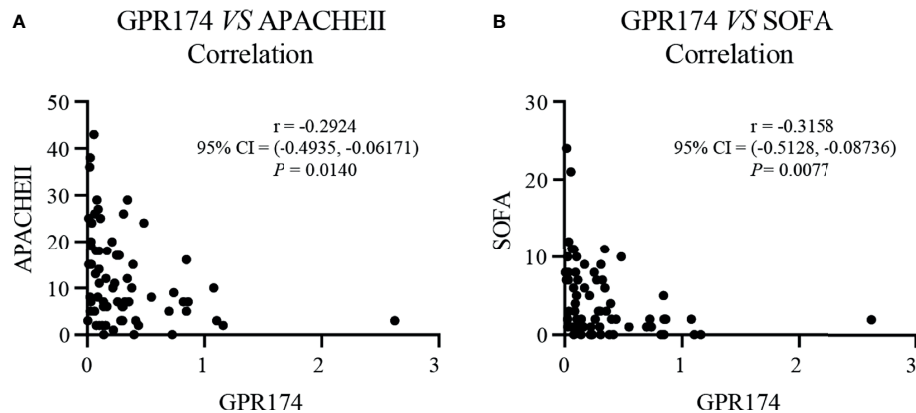 A
GPR174 VS APACHEII
Correlation
50
40
30
20
10
0
APACHEII
r = -0.2924
95% CI = (-0.4935, -0.06171)
P = 0.0140
0
1
2
3
GPR174
B
GPR174 VS SOFA
Correlation
30
20
10
0
SOFA
r = -0.3158
95% CI = (-0.5128, -0.08736)
P = 0.0077
0
1
2
3
GPR174